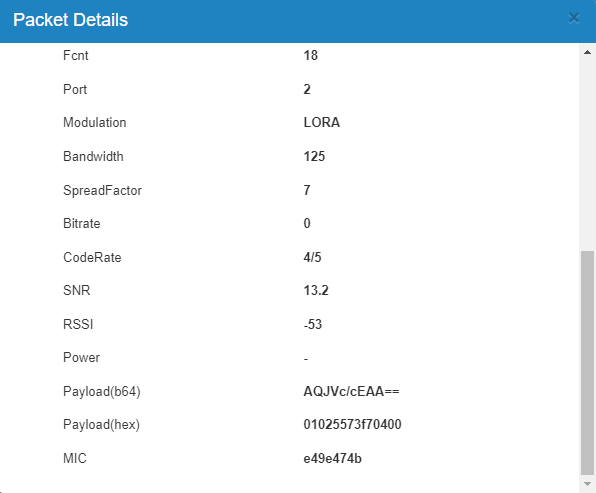 Packet Details ×
Fcnt 18
Port 2
Modulation LORA
Bandwidth 125
SpreadFactor 7
Bitrate 0
CodeRate 4/5
SNR 13.2
RSSI -53
Power -
Payload(b64) AQJVc/cEAA==
Payload(hex) 01025573f70400
MIC e49e474b